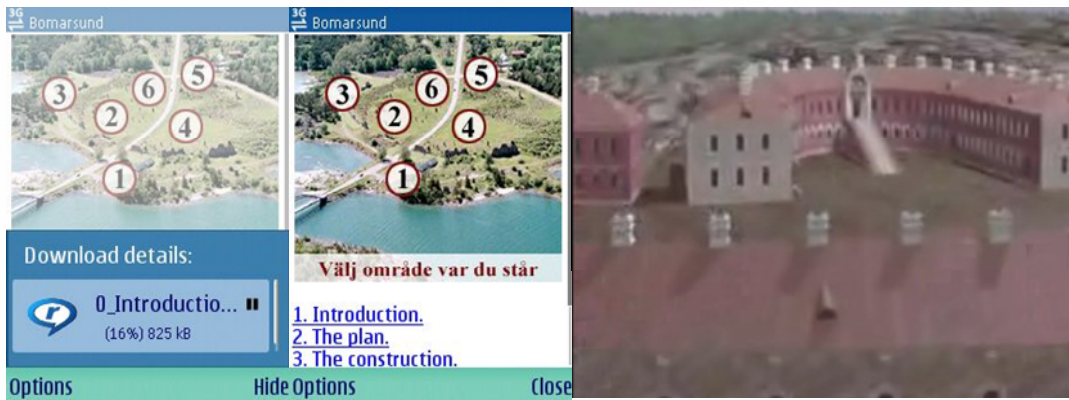 3G Bomarsund
3
6
5
2
4
1
Download details:
0_Introductio...
(16%) 825 kB
Options Hide
3G Bomarsund
3
6
5
2
4
1
Välj område var du står
1. Introduction.
2. The plan.
3. The construction.
Options Close